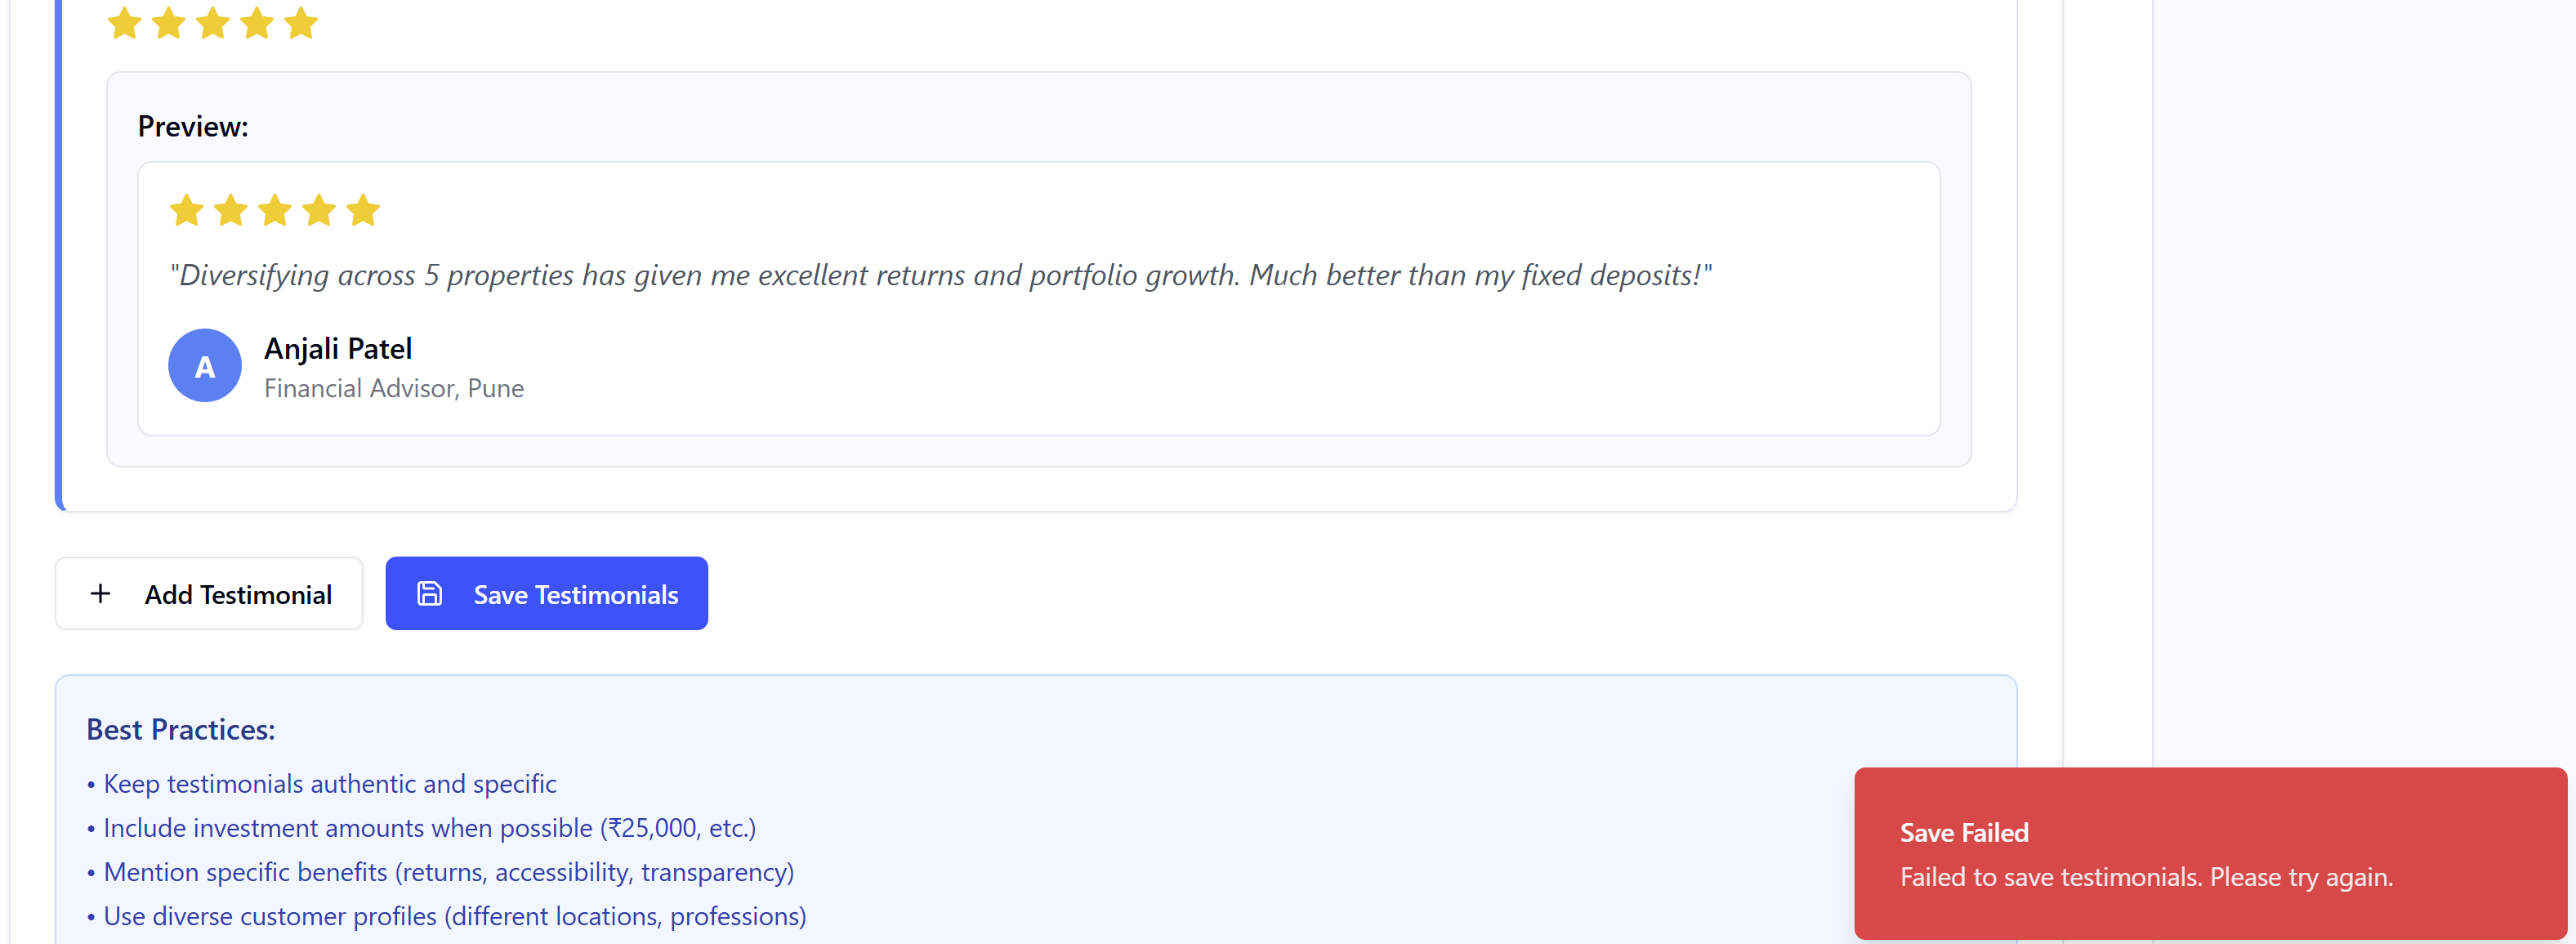 Preview:
"Diversifying across 5 properties has given me excellent returns and portfolio growth. Much better than my fixed deposits!"
A
Anjali Patel
Financial Advisor, Pune
Add Testimonial
Save Testimonials
Best Practices:
• Keep testimonials authentic and specific
• Include investment amounts when possible (₹25,000, etc.)
• Mention specific benefits (returns, accessibility, transparency)
• Use diverse customer profiles (different locations, professions)
Save Failed
Failed to save testimonials. Please try again.